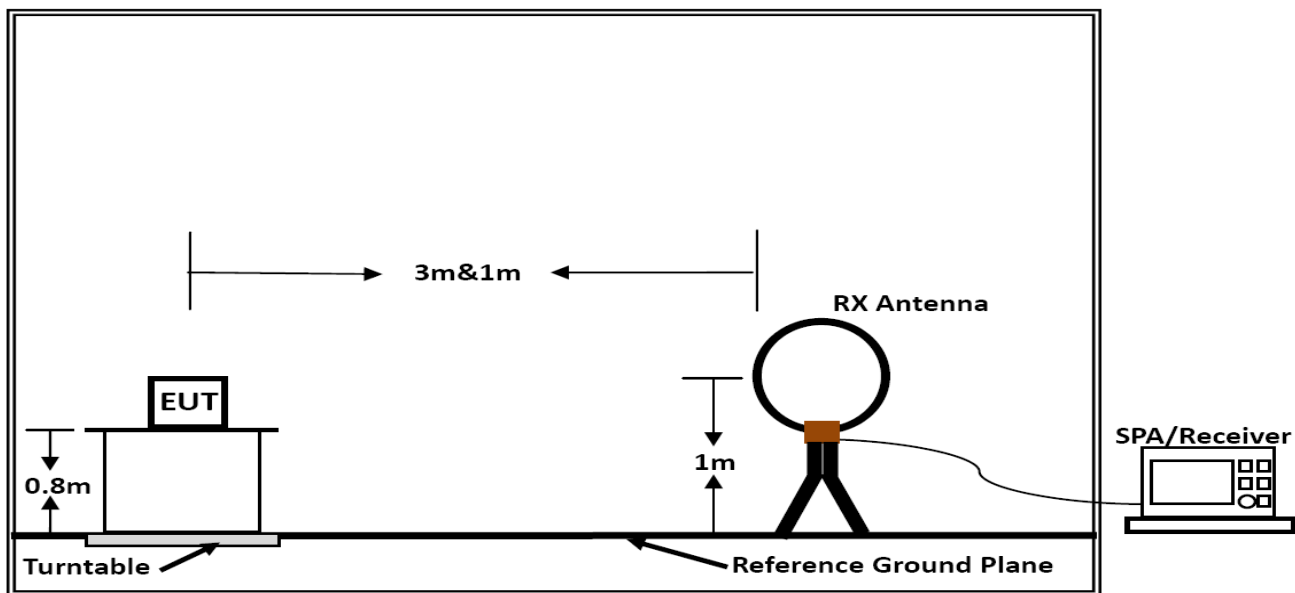 3m&1m
RX Antenna
EUT
SPA/Receiver
1m
0.8m
Turntable
Reference Ground Plane